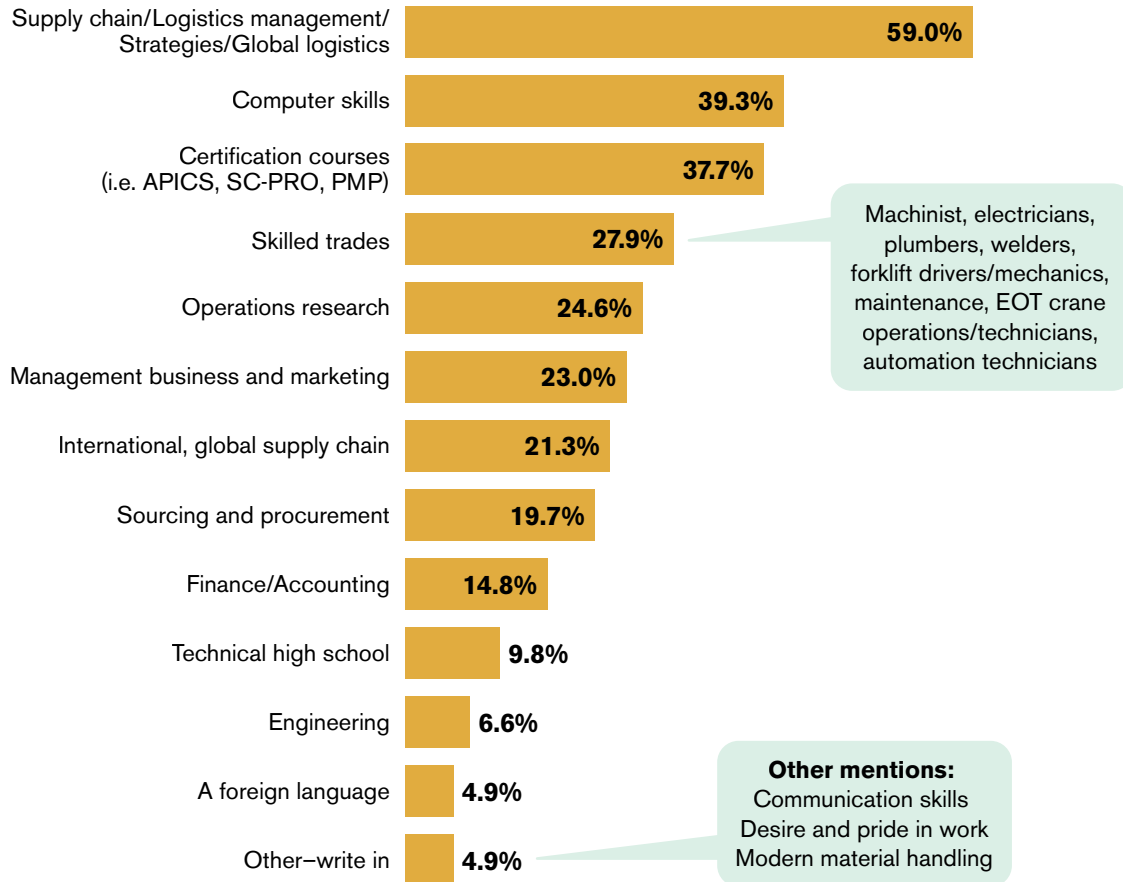 Supply chain/Logistics management/
Strategies/Global logistics
59.0%
Computer skills
39.3%
Certification courses
(i.e. APICS, SC-PRO, PMP)
37.7%
Skilled trades
27.9%
Machinist, electricians,
plumbers, welders,
forklift drivers/mechanics,
maintenance, EOT crane
operations/technicians,
automation technicians
Operations research
24.6%
Management business and marketing
23.0%
International, global supply chain
21.3%
Sourcing and procurement
19.7%
Finance/Accounting
14.8%
Technical high school
9.8%
Engineering
6.6%
A foreign language
4.9%
Other–write in
4.9%
Other mentions:
Communication skills
Desire and pride in work
Modern material handling